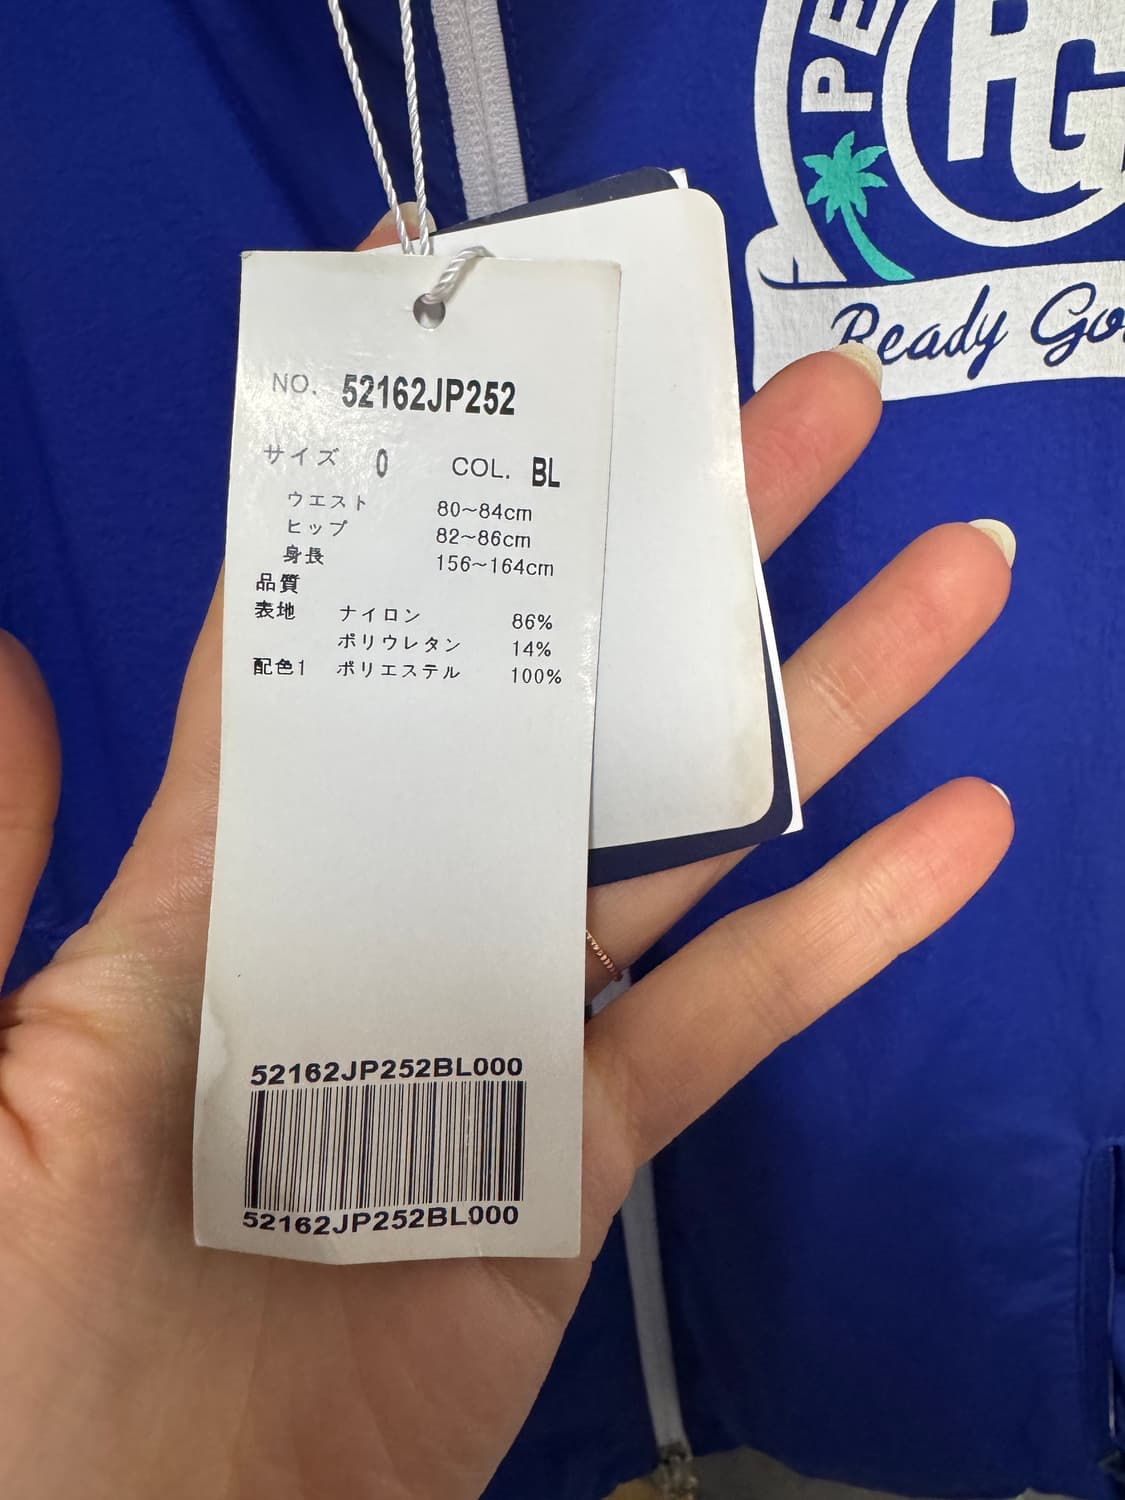 PE
PG
Ready Go
NO. 52162JP252
サイズ 0 COL. BL
ウエスト 80~84cm
ヒップ 82~86cm
身長 156~164cm
品質
表地 ナイロン 86%
ポリウレタン 14%
配色1 ポリエステル 100%
52162JP252BL000
52162JP252BL000